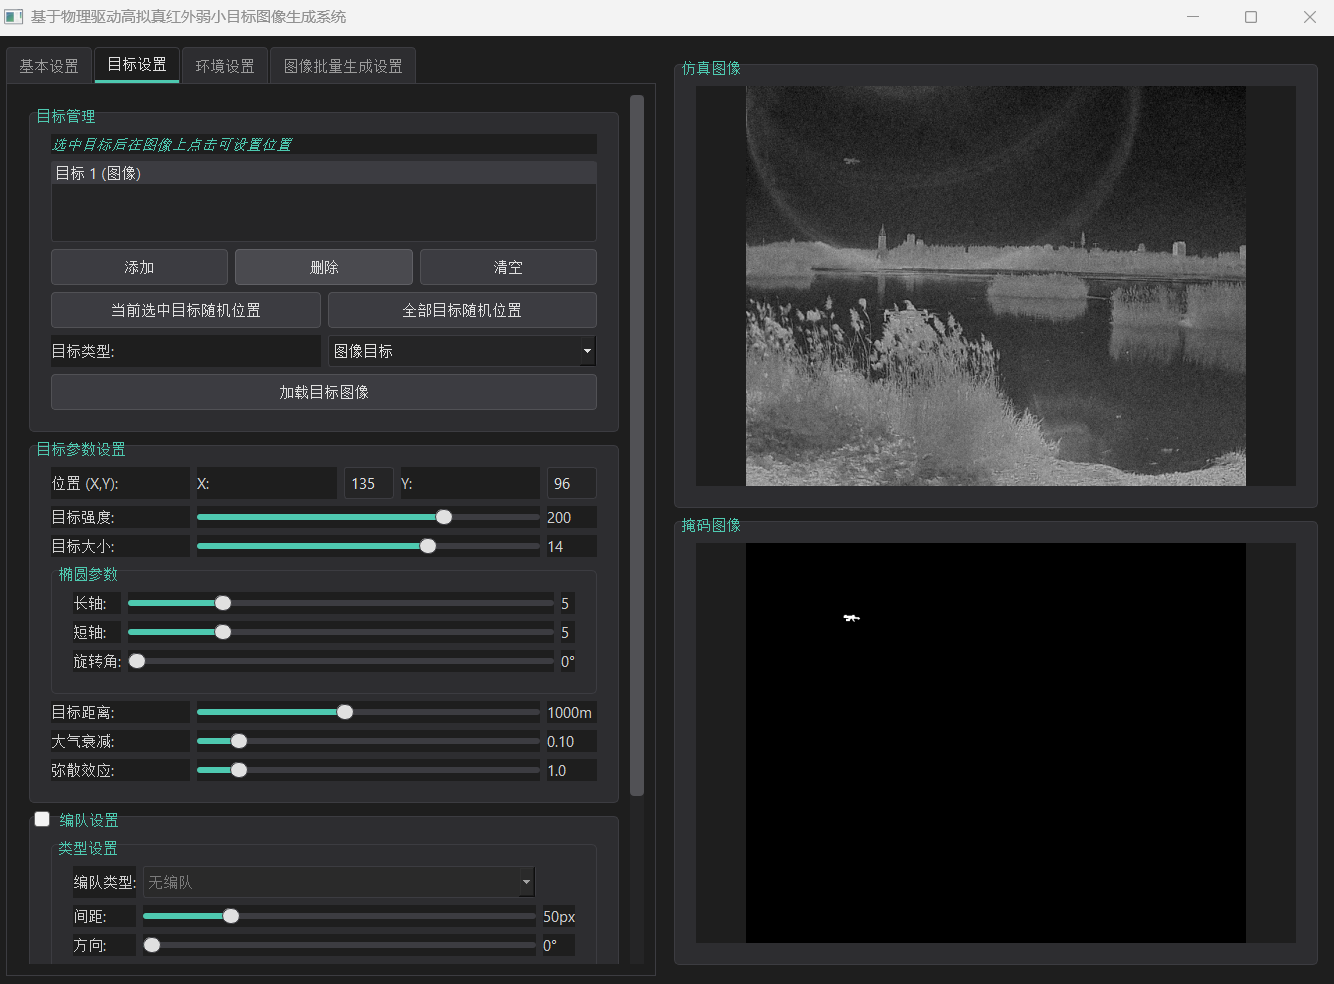 基于物理驱动高拟真红外弱小目标图像生成系统
基本设置 目标设置 环境设置 图像批量生成设置
目标管理
选中目标后在图像上点击可设置位置
目标 1 (图像)
添加 删除 清空
当前选中目标随机位置 全部目标随机位置
目标类型: 图像目标
加载目标图像
目标参数设置
位置 (X,Y): X: 135 Y: 96
目标强度: 200
目标大小: 14
椭圆参数
长轴: 5
短轴: 5
旋转角: 0°
目标距离: 1000m
大气衰减: 0.10
弥散效应: 1.0
编队设置
类型设置
编队类型: 无编队
间距: 50px
方向: 0°
仿真图像
掩码图像